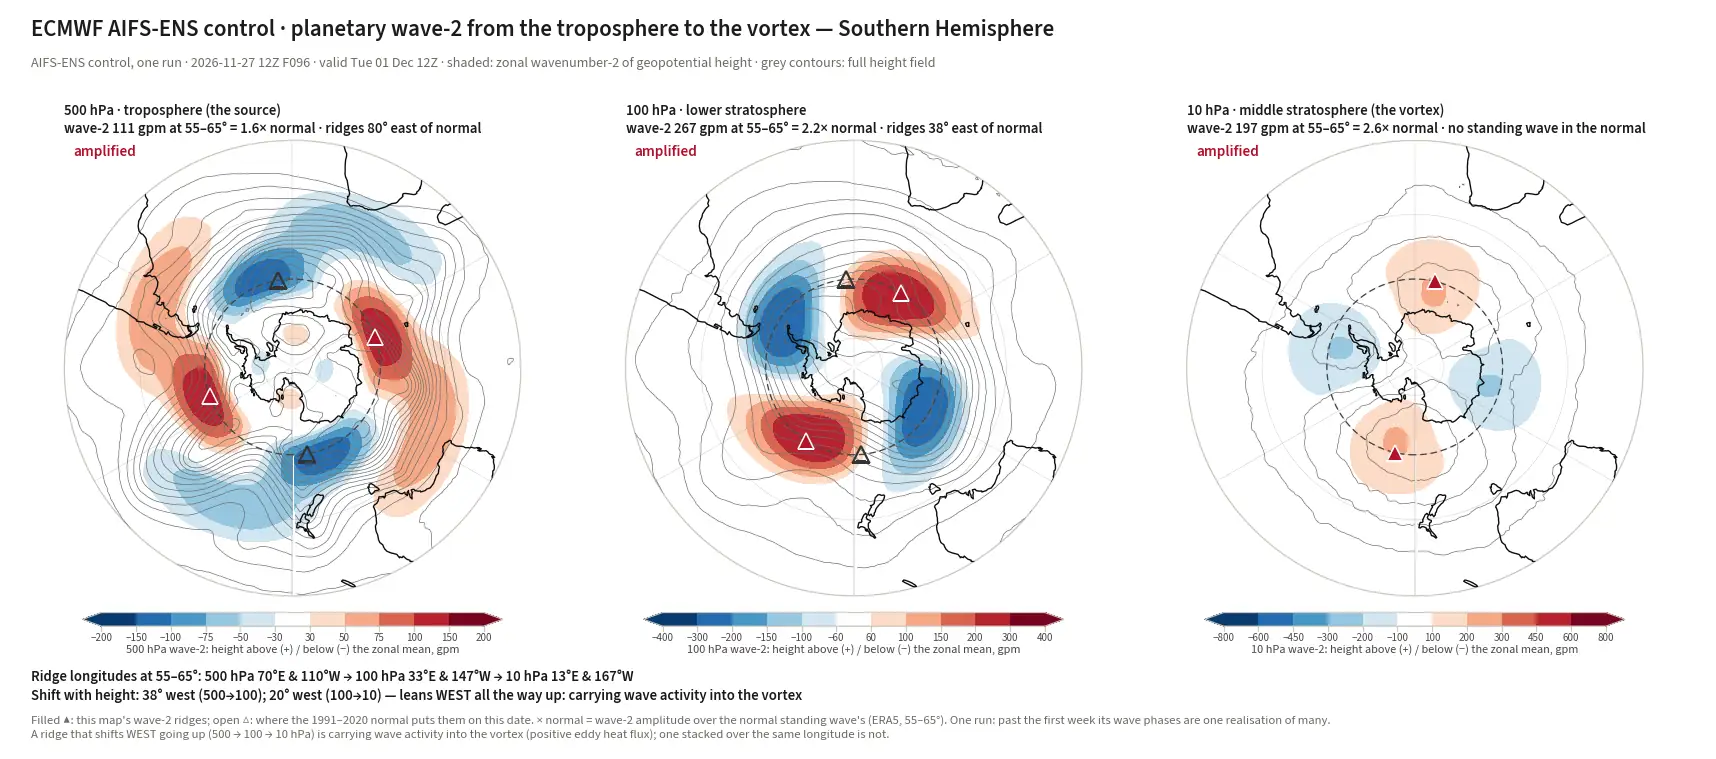 ECMWF AIFS-ENS control · planetary wave-2 from the troposphere to the vortex — Southern Hemisphere
AIFS-ENS control, one run · 2026-11-27 12Z F096 · valid Tue 01 Dec 12Z · shaded: zonal wavenumber-2 of geopotential height · grey contours: full height field
500 hPa · troposphere (the source)
wave-2 111 gpm at 55–65° = 1.6× normal · ridges 80° east of normal
amplified
100 hPa · lower stratosphere
wave-2 267 gpm at 55–65° = 2.2× normal · ridges 38° east of normal
amplified
10 hPa · middle stratosphere (the vortex)
wave-2 197 gpm at 55–65° = 2.6× normal · no standing wave in the normal
amplified
−200 −150 −100 −75 −50 −30 30 50 75 100 150 200
500 hPa wave-2: height above (+) / below (−) the zonal mean, gpm
−400 −300 −200 −150 −100 −60 60 100 150 200 300 400
100 hPa wave-2: height above (+) / below (−) the zonal mean, gpm
−800 −600 −450 −300 −200 −100 100 200 300 450 600 800
10 hPa wave-2: height above (+) / below (−) the zonal mean, gpm
Ridge longitudes at 55–65°: 500 hPa 70°E & 110°W → 100 hPa 33°E & 147°W → 10 hPa 13°E & 167°W
Shift with height: 38° west (500→100); 20° west (100→10) — leans WEST all the way up: carrying wave activity into the vortex
Filled ▲: this map's wave-2 ridges; open △: where the 1991–2020 normal puts them on this date. × normal = wave-2 amplitude over the normal standing wave's (ERA5, 55–65°). One run: past the first week its wave phases are one realisation of many.
A ridge that shifts WEST going up (500 → 100 → 10 hPa) is carrying wave activity into the vortex (positive eddy heat flux); one stacked over the same longitude is not.